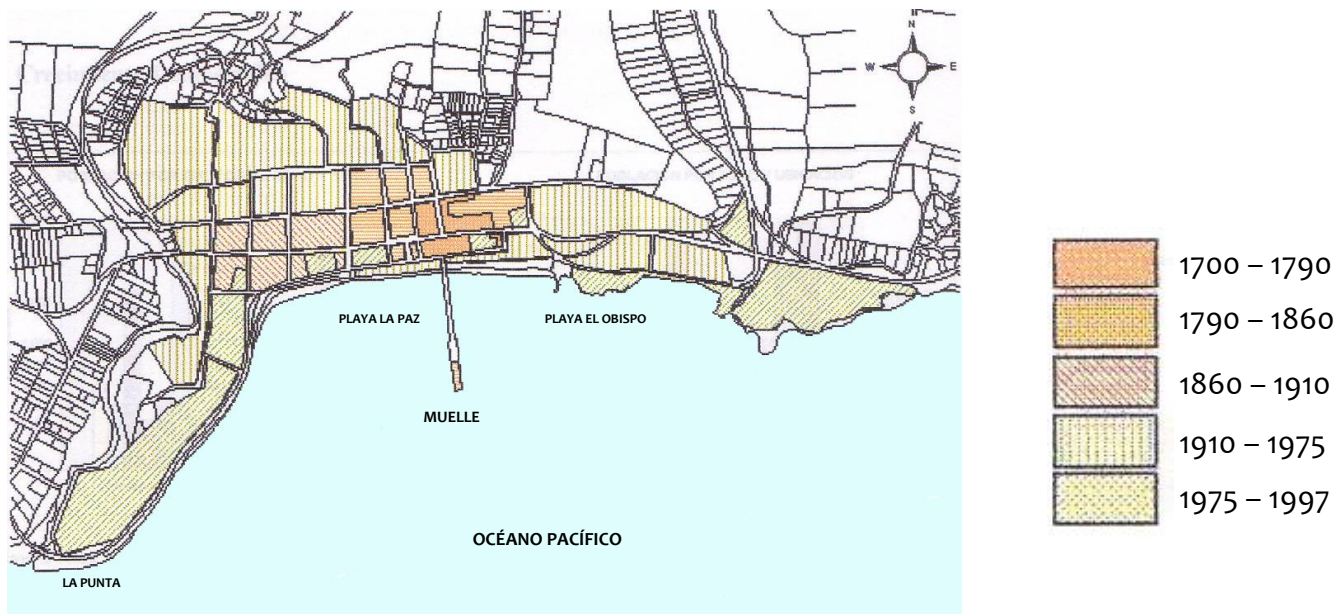 N
W E
S
PLAYA LA PAZ
PLAYA EL OBISPO
MUELLE
OCÉANO PACÍFICO
LA PUNTA
1700 – 1790
1790 – 1860
1860 – 1910
1910 – 1975
1975 – 1997